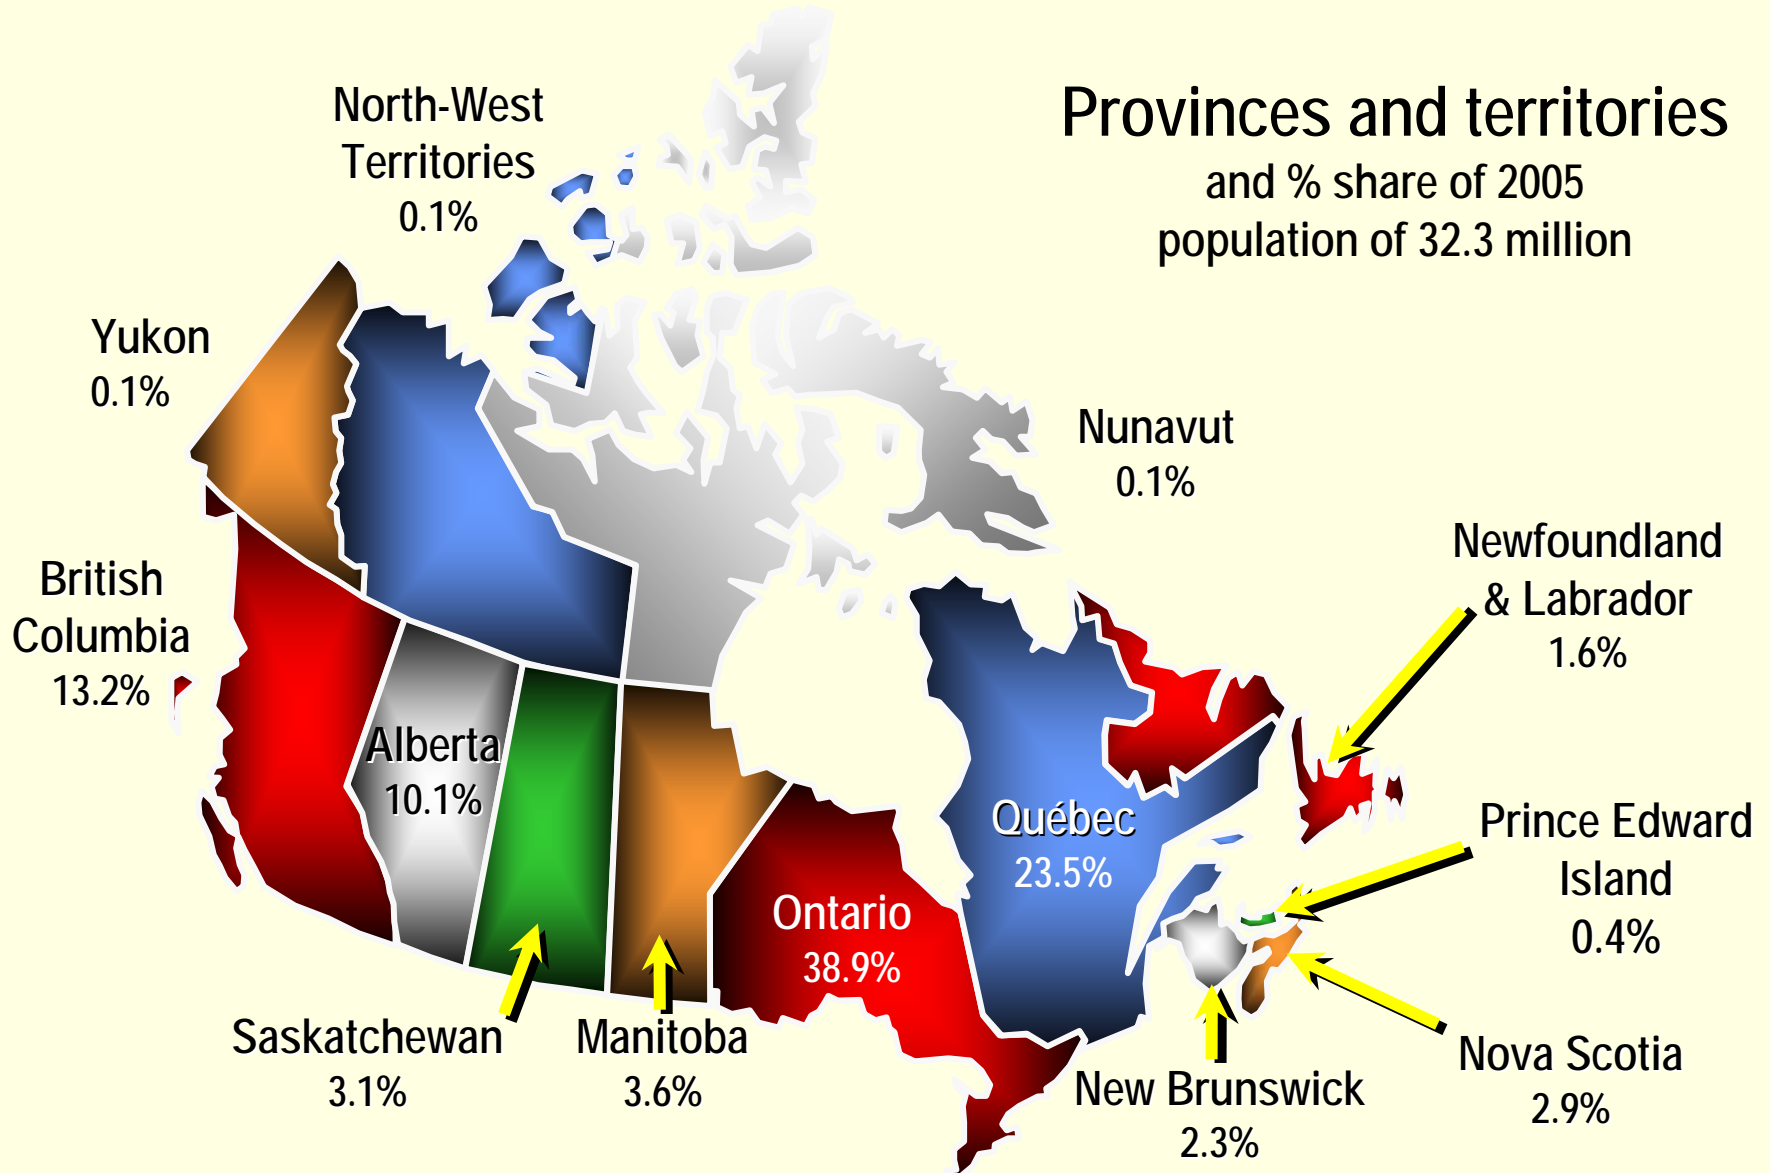 Provinces and territories
and % share of 2005
population of 32.3 million
North-West
Territories
0.1%
Yukon
0.1%
Nunavut
0.1%
British
Columbia
13.2%
Alberta
10.1%
Newfoundland
& Labrador
1.6%
Québec
23.5%
Prince Edward
Island
0.4%
Ontario
38.9%
Saskatchewan
3.1%
Manitoba
3.6%
New Brunswick
2.3%
Nova Scotia
2.9%